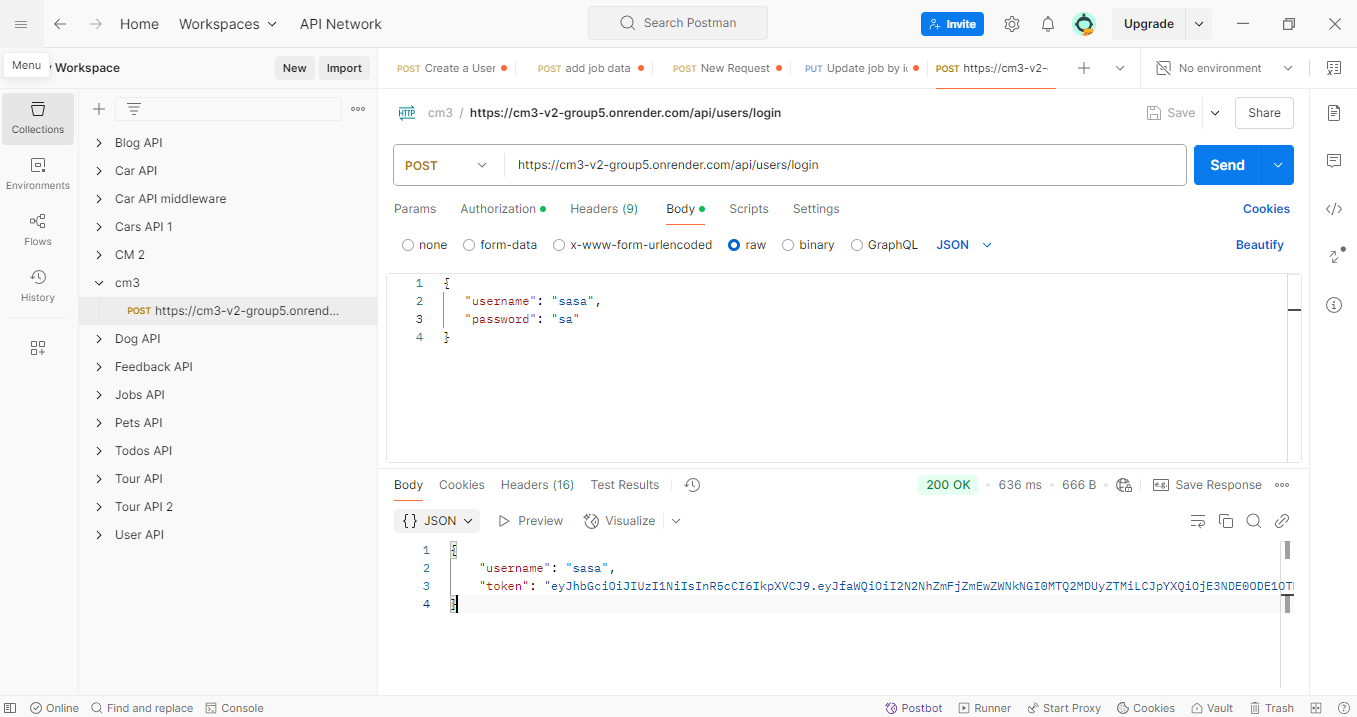 Home Workspaces API Network Search Postman Invite Upgrade
Menu Workspace New Import
POST Create a User POST add job data POST New Request PUT Update job by POST https://cm3-v2- No environment
Collections
Environments
Flows
History
Blog API
Car API
Car API middleware
Cars API 1
CM 2
cm3
POST https://cm3-v2-group5.onrend...
Dog API
Feedback API
Jobs API
Pets API
Todos API
Tour API
Tour API 2
User API
HTTP cm3 / https://cm3-v2-group5.onrender.com/api/users/login Save Share
POST https://cm3-v2-group5.onrender.com/api/users/login Send
Params Authorization Headers (9) Body Scripts Settings Cookies
none form-data x-www-form-urlencoded raw binary GraphQL JSON Beautify
1 {
2 "username": "sasa",
3 "password": "sa"
4 }
Body Cookies Headers (16) Test Results 200 OK • 636 ms • 666 B • e.g. Save Response
{} JSON Preview Visualize
1 {
2 "username": "sasa",
3 "token": "eyJhbGciOiJIUzI1NiIsInR5cCI6IkpXVCJ9.eyJfaWQiOiI2N2NhZmFjZmEwZWNkNGI0MTQ2MDUyZTMiLCJpYXQiOjE3NDE0ODE1OT
4 }
Online Find and replace Console Postbot Runner Start Proxy Cookies Vault Trash